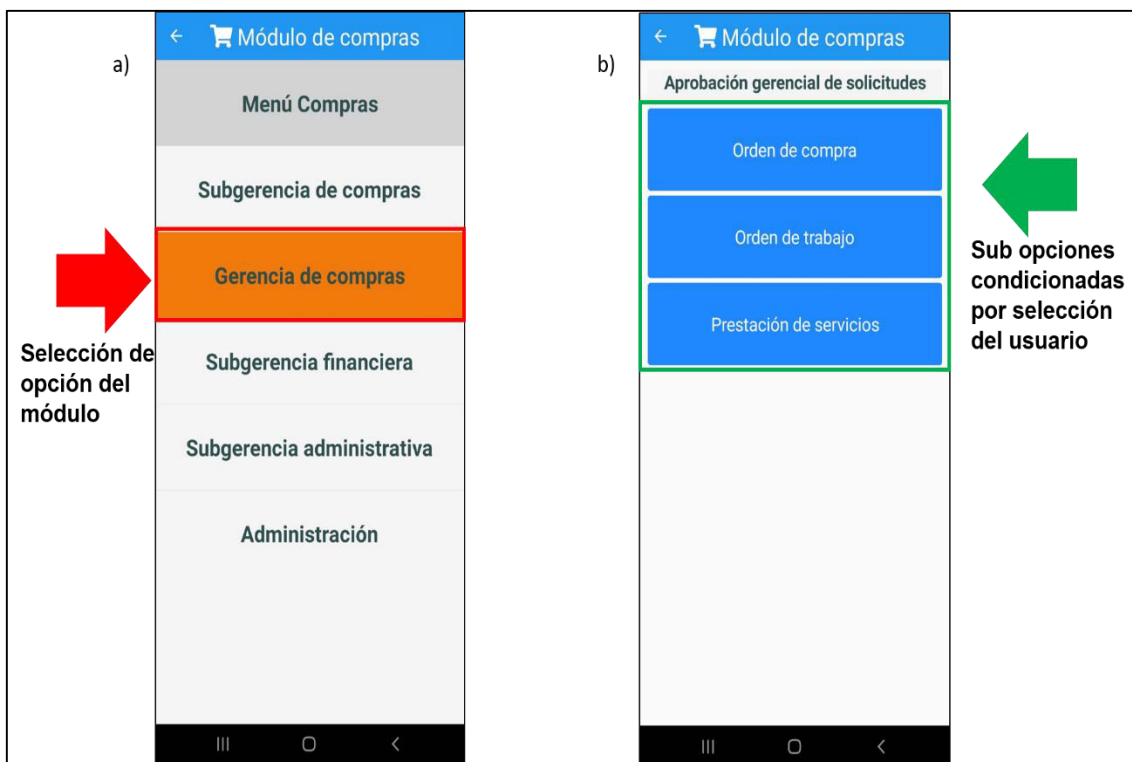 a)
Módulo de compras
Menú Compras
Subgerencia de compras
Gerencia de compras
Subgerencia financiera
Subgerencia administrativa
Administración
Selección de
opción del
módulo
b)
Módulo de compras
Aprobación gerencial de solicitudes
Orden de compra
Orden de trabajo
Prestación de servicios
Sub opciones
condicionadas
por selección
del usuario